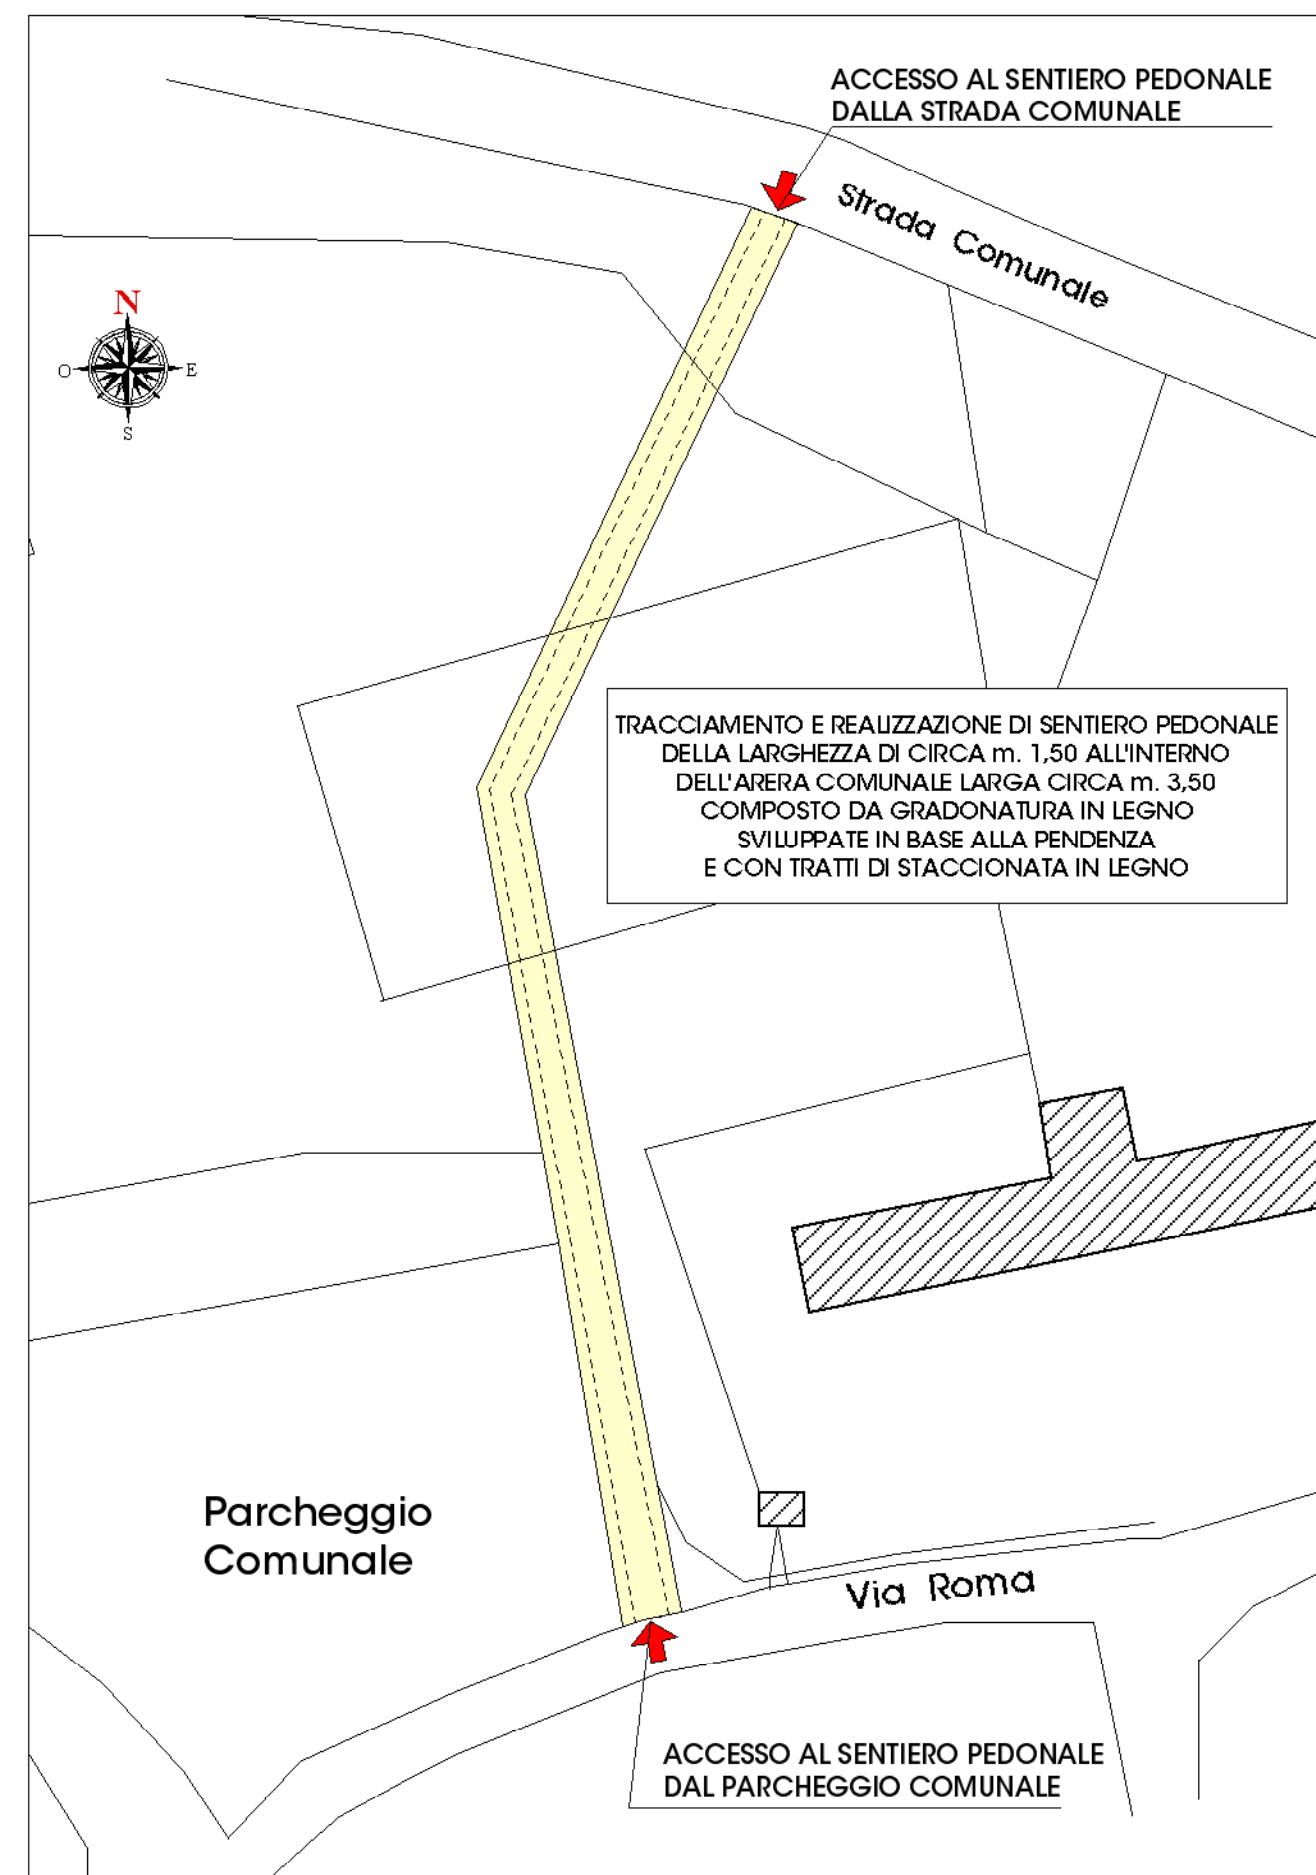 ACCESSO AL SENTIERO PEDONALE
DALLA STRADA COMUNALE
Strada Comunale
N
O
E
S
TRACCIAMENTO E REALIZZAZIONE DI SENTIERO PEDONALE
DELLA LARGHEZZA DI CIRCA m. 1,50 ALL'INTERNO
DELL'ARERA COMUNALE LARGA CIRCA m. 3,50
COMPOSTO DA GRADONATURA IN LEGNO
SVILUPPATE IN BASE ALLA PENDENZA
E CON TRATTI DI STACCIONATA IN LEGNO
Parcheggio
Comunale
Via Roma
ACCESSO AL SENTIERO PEDONALE
DAL PARCHEGGIO COMUNALE